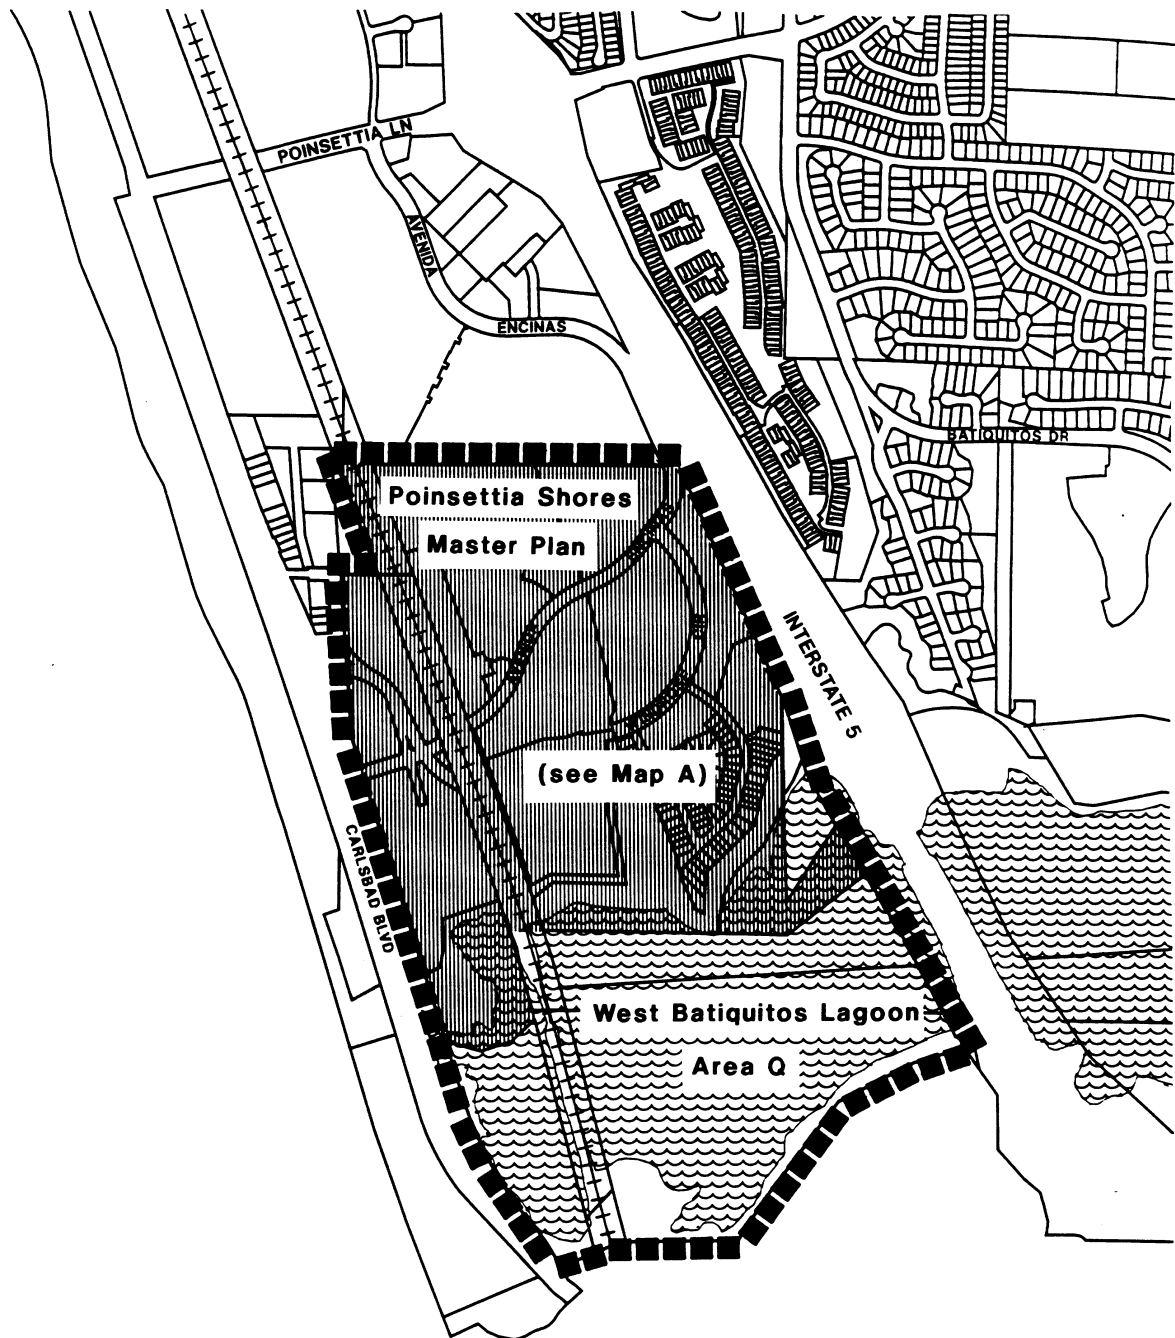 POINSETTIA LN
AVENIDA
ENCINAS
BATIQUITOS DR
Poinsettia Shores
Master Plan
INTERSTATE 5
(see Map A)
CARLSBAD BLVD
West Batiquitos Lagoon
Area Q